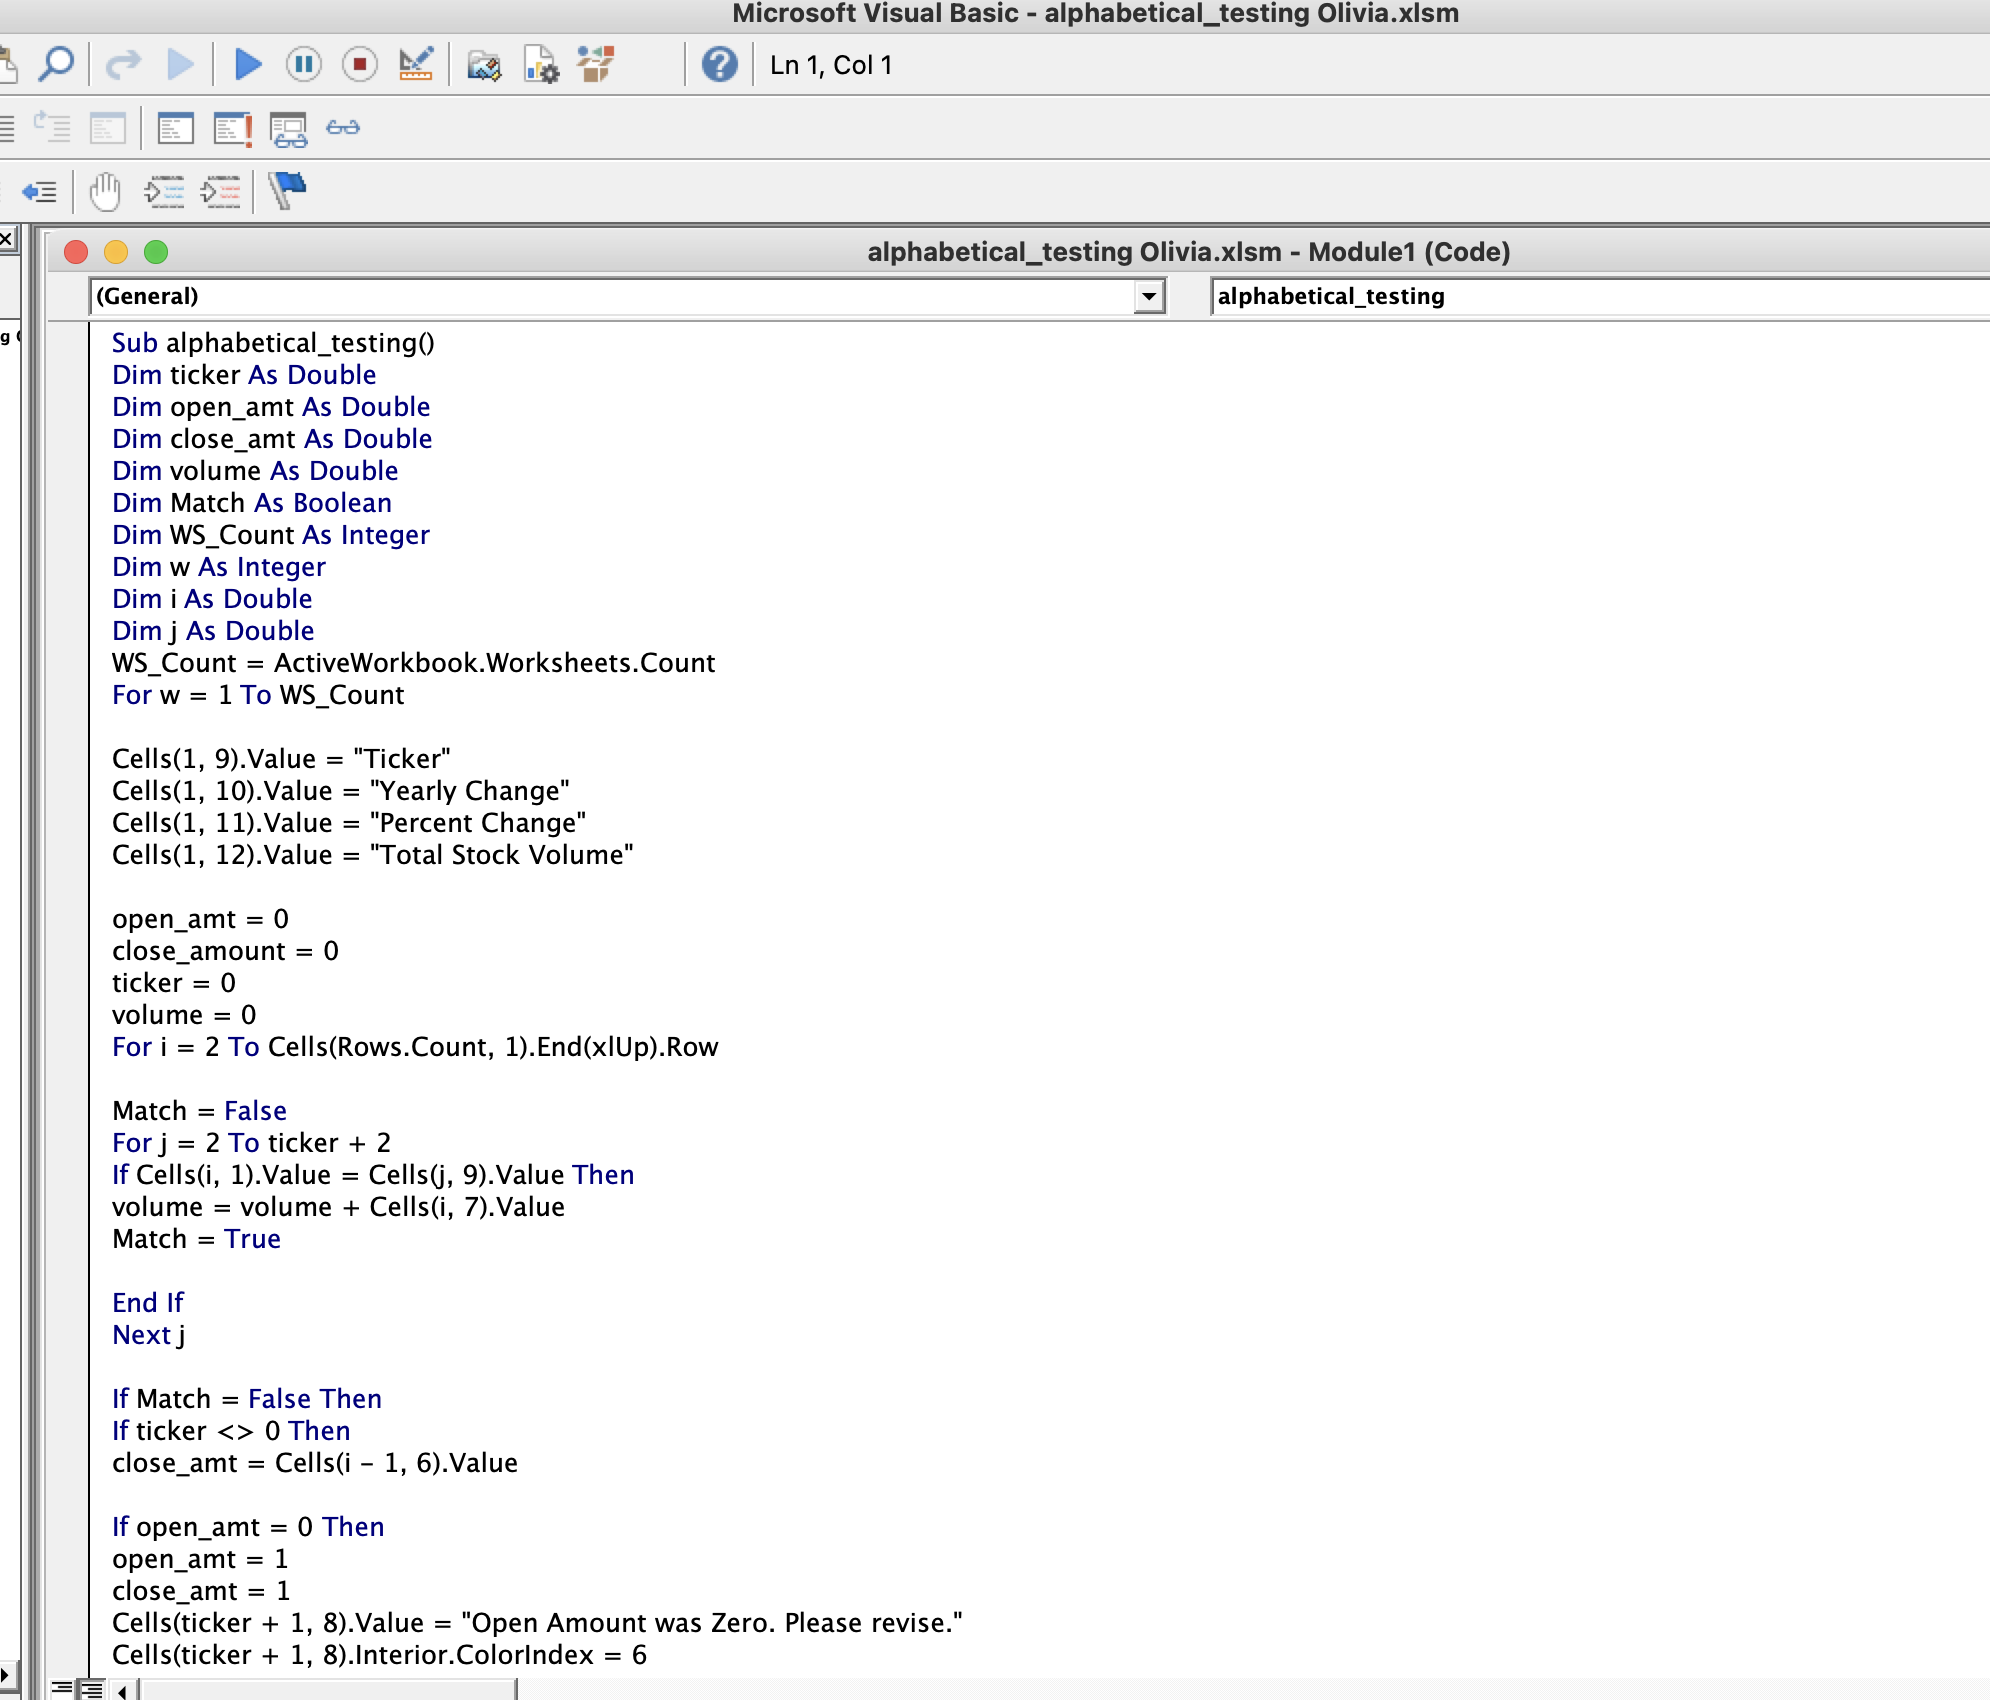 Microsoft Visual Basic - alphabetical_testing Olivia.xlsm
Ln 1, Col 1
alphabetical_testing Olivia.xlsm - Module1 (Code)
(General)
alphabetical_testing
Sub alphabetical_testing()
Dim ticker As Double
Dim open_amt As Double
Dim close_amt As Double
Dim volume As Double
Dim Match As Boolean
Dim WS_Count As Integer
Dim w As Integer
Dim i As Double
Dim j As Double
WS_Count = ActiveWorkbook.Worksheets.Count
For w = 1 To WS_Count
Cells(1, 9).Value = "Ticker"
Cells(1, 10).Value = "Yearly Change"
Cells(1, 11).Value = "Percent Change"
Cells(1, 12).Value = "Total Stock Volume"
open_amt = 0
close_amount = 0
ticker = 0
volume = 0
For i = 2 To Cells(Rows.Count, 1).End(xlUp).Row
Match = False
For j = 2 To ticker + 2
If Cells(i, 1).Value = Cells(j, 9).Value Then
volume = volume + Cells(i, 7).Value
Match = True
End If
Next j
If Match = False Then
If ticker <> 0 Then
close_amt = Cells(i - 1, 6).Value
If open_amt = 0 Then
open_amt = 1
close_amt = 1
Cells(ticker + 1, 8).Value = "Open Amount was Zero. Please revise."
Cells(ticker + 1, 8).Interior.ColorIndex = 6